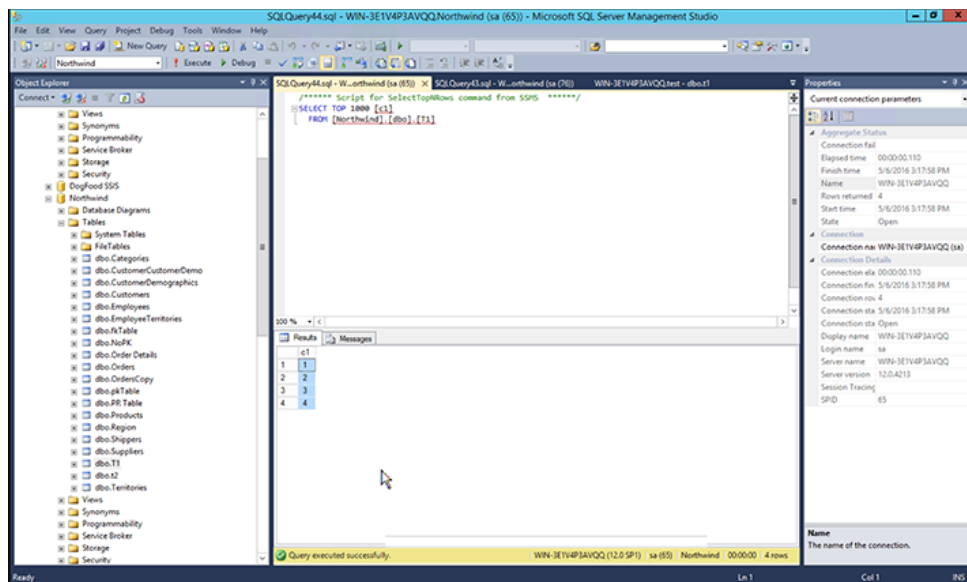 SQLQuery44.sql - WIN-3E1V4P3AVQQ.Northwind (sa (65)) - Microsoft SQL Server Management Studio
File Edit View Query Project Debug Tools Window Help
New Query
Northwind Execute Debug
Object Explorer
Connect
Views
Synonyms
Programmability
Service Broker
Storage
Security
DogFood SSIS
Northwind
Database Diagrams
Tables
System Tables
FileTables
dbo.Categories
dbo.CustomerCustomerDemo
dbo.CustomerDemographics
dbo.Customers
dbo.Employees
dbo.EmployeeTerritories
dbo.fkTable
dbo.NoPK
dbo.Order Details
dbo.Orders
dbo.OrdersCopy
dbo.pkTable
dbo.PR Table
dbo.Products
dbo.Region
dbo.Shippers
dbo.Suppliers
dbo.T1
dbo.t2
dbo.Territories
Views
Synonyms
Programmability
Service Broker
Storage
Security
SQLQuery44.sql - W...orthwind (sa (65)) SQLQuery43.sql - W...orthwind (sa (76)) WIN-3E1V4P3AVQQ.test - dbo.t1
/****** Script for SelectTopNRows command from SSMS ******/
SELECT TOP 1000 [c1]
FROM [Northwind].[dbo].[T1]
100 %
Results Messages
c1
1 1
2 2
3 3
4 4
Query executed successfully. WIN-3E1V4P3AVQQ (12.0 SP1) sa (65) Northwind 00:00:00 4 rows
Properties
Current connection parameters
Aggregate Status
Connection fail
Elapsed time 00:00:00.110
Finish time 5/6/2016 3:17:58 PM
Name WIN-3E1V4P3AVQQ
Rows returned 4
Start time 5/6/2016 3:17:58 PM
State Open
Connection
Connection nar WIN-3E1V4P3AVQQ (sa)
Connection Details
Connection ela 00:00:00.110
Connection fin 5/6/2016 3:17:58 PM
Connection rov 4
Connection sta 5/6/2016 3:17:58 PM
Connection sta Open
Display name WIN-3E1V4P3AVQQ
Login name sa
Server name WIN-3E1V4P3AVQQ
Server version 12.0.4213
Session Tracing
SPID 65
Name
The name of the connection.
Ready Ln 1 Col 1 INS